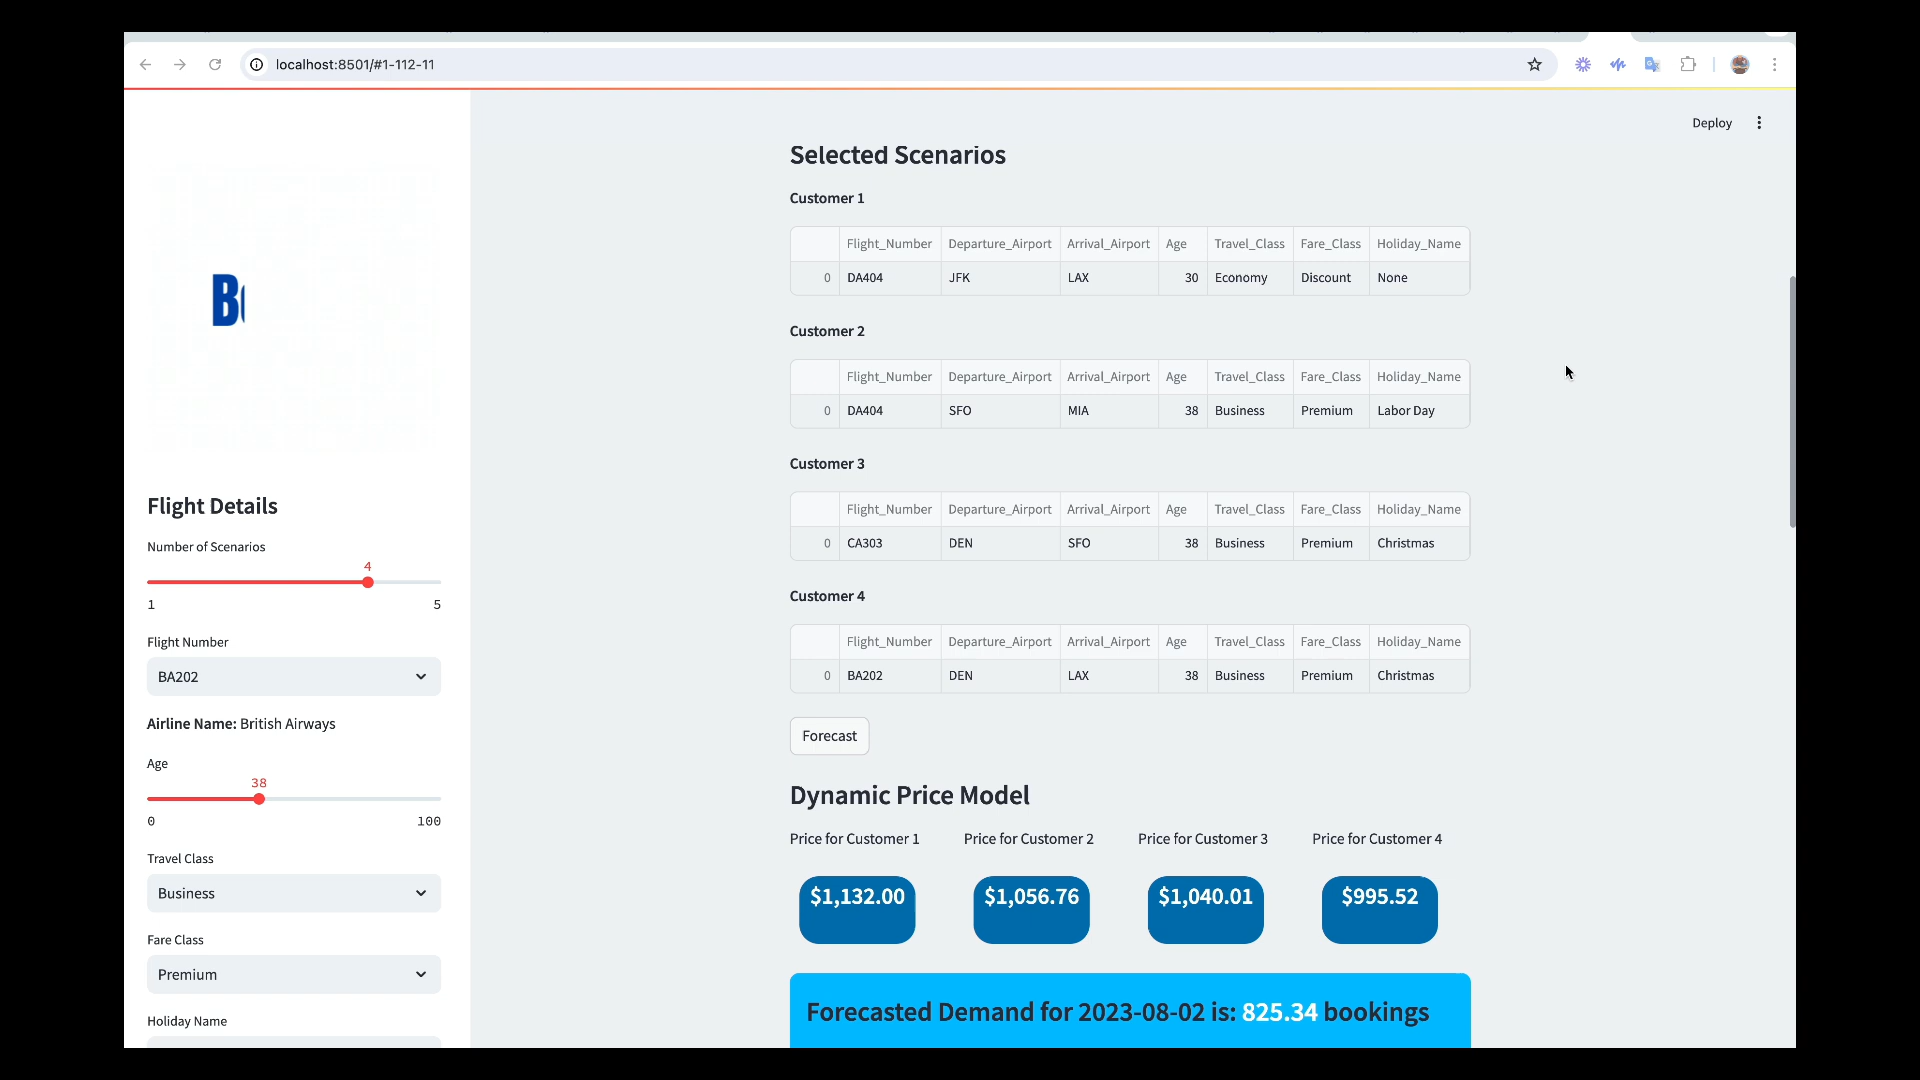 localhost:8501/#1-112-11
Deploy
Flight Details
Number of Scenarios
4
1 5
Flight Number
BA202
Airline Name: British Airways
Age
38
0 100
Travel Class
Business
Fare Class
Premium
Holiday Name
Selected Scenarios
Customer 1
Flight_Number Departure_Airport Arrival_Airport Age Travel_Class Fare_Class Holiday_Name
0 DA404 JFK LAX 30 Economy Discount None
Customer 2
Flight_Number Departure_Airport Arrival_Airport Age Travel_Class Fare_Class Holiday_Name
0 DA404 SFO MIA 38 Business Premium Labor Day
Customer 3
Flight_Number Departure_Airport Arrival_Airport Age Travel_Class Fare_Class Holiday_Name
0 CA303 DEN SFO 38 Business Premium Christmas
Customer 4
Flight_Number Departure_Airport Arrival_Airport Age Travel_Class Fare_Class Holiday_Name
0 BA202 DEN LAX 38 Business Premium Christmas
Forecast
Dynamic Price Model
Price for Customer 1 Price for Customer 2 Price for Customer 3 Price for Customer 4
$1,132.00 $1,056.76 $1,040.01 $995.52
Forecasted Demand for 2023-08-02 is: 825.34 bookings